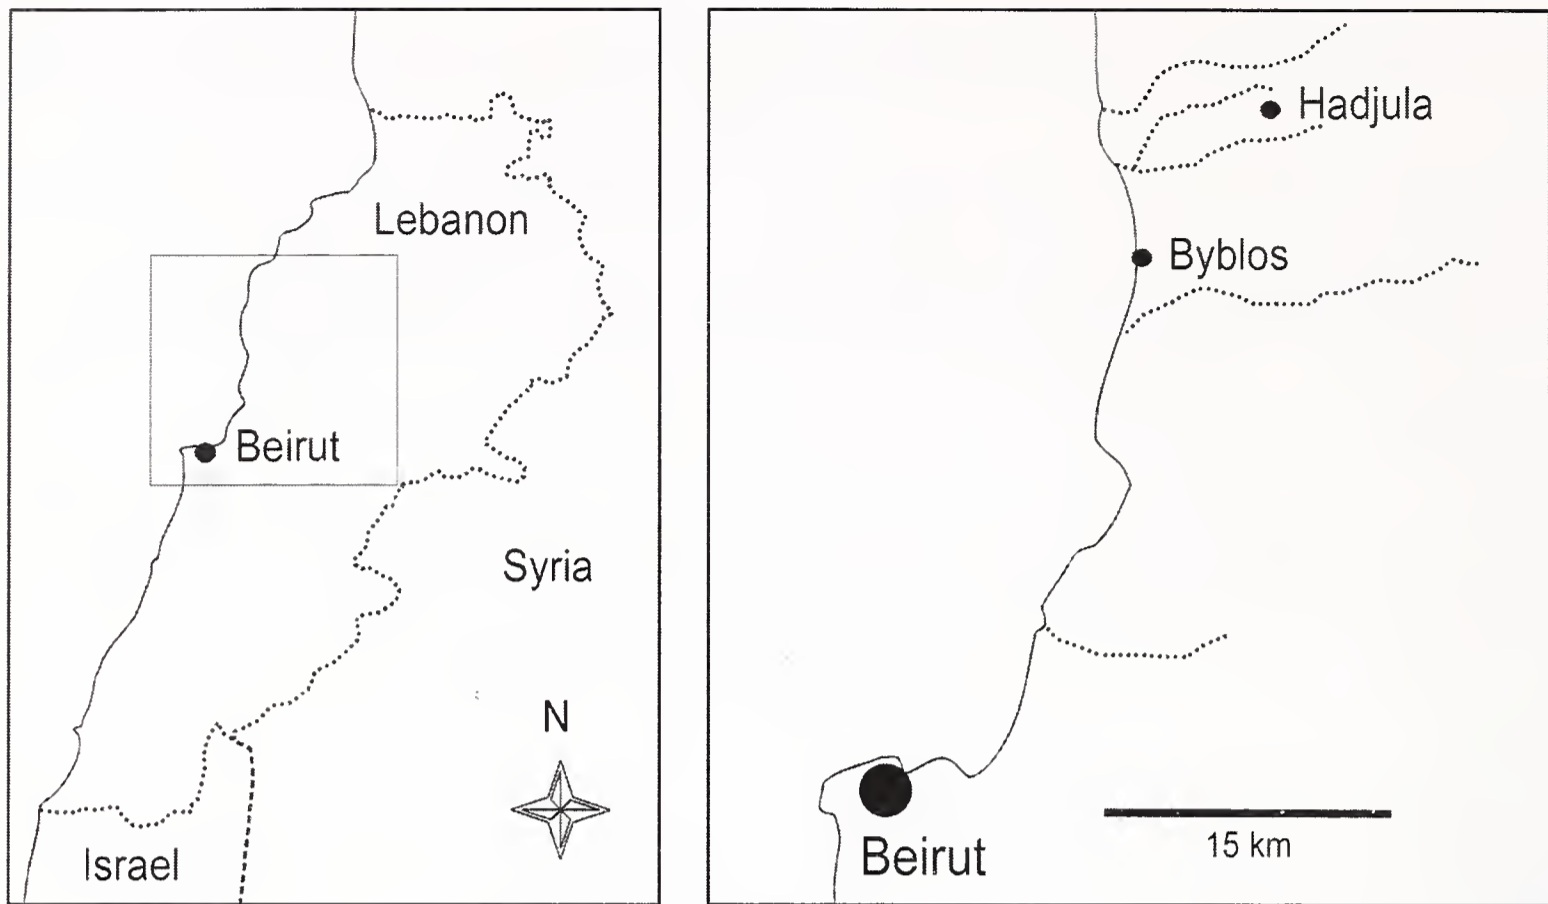 Lebanon
Beirut
Syria
N
Israel
Hadjula
Byblos
15 km
Beirut